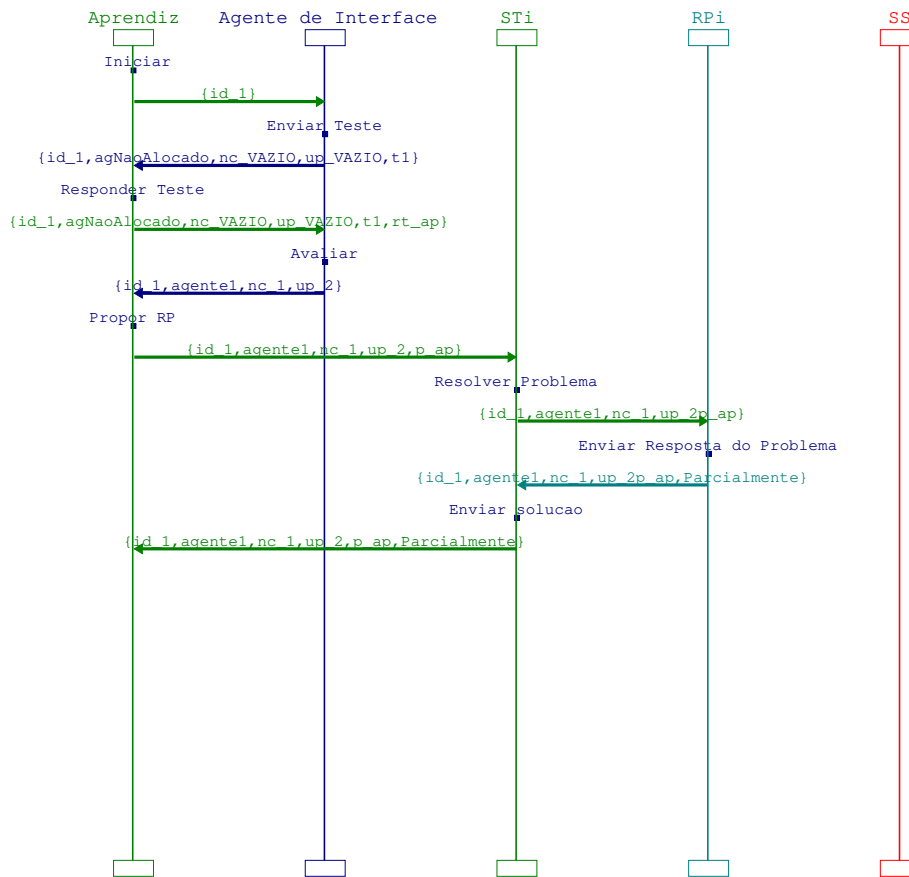 Aprendiz Agente de Interface STi RPi SS
Iniciar
{id_1}
Enviar Teste
{id_1,agNaoAlocado,nc_VAZIO,up_VAZIO,t1}
Responder Teste
{id_1,agNaoAlocado,nc_VAZIO,up_VAZIO,t1,rt_ap}
Avaliar
{id_1,agente1,nc_1,up_2}
Propor RP
{id_1,agente1,nc_1,up_2,p_ap}
Resolver Problema
{id_1,agente1,nc_1,up_2p_ap}
Enviar Resposta do Problema
{id_1,agente1,nc_1,up_2p_ap,Parcialmente}
Enviar solucao
{id_1,agente1,nc_1,up_2,p_ap,Parcialmente}